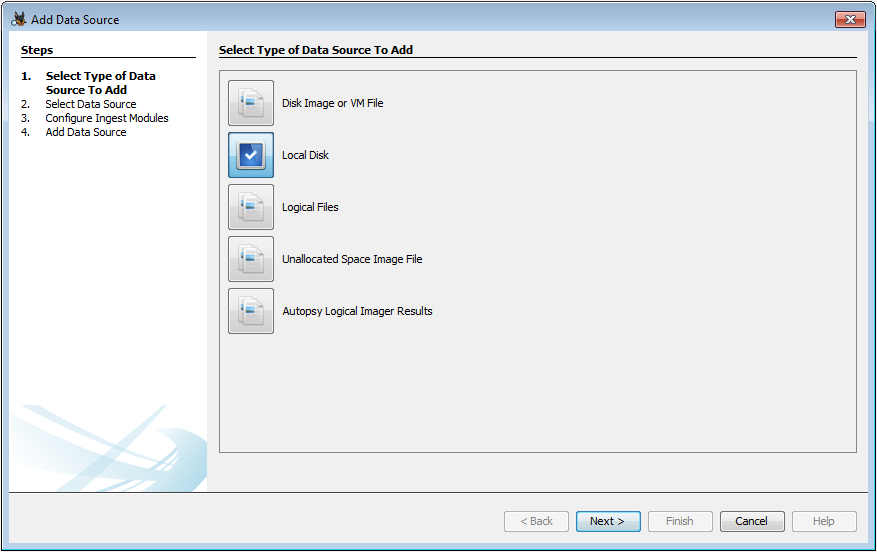 Add Data Source
Steps
1. Select Type of Data
Source To Add
2. Select Data Source
3. Configure Ingest Modules
4. Add Data Source
Select Type of Data Source To Add
Disk Image or VM File
Local Disk
Logical Files
Unallocated Space Image File
Autopsy Logical Imager Results
< Back
Next >
Finish
Cancel
Help